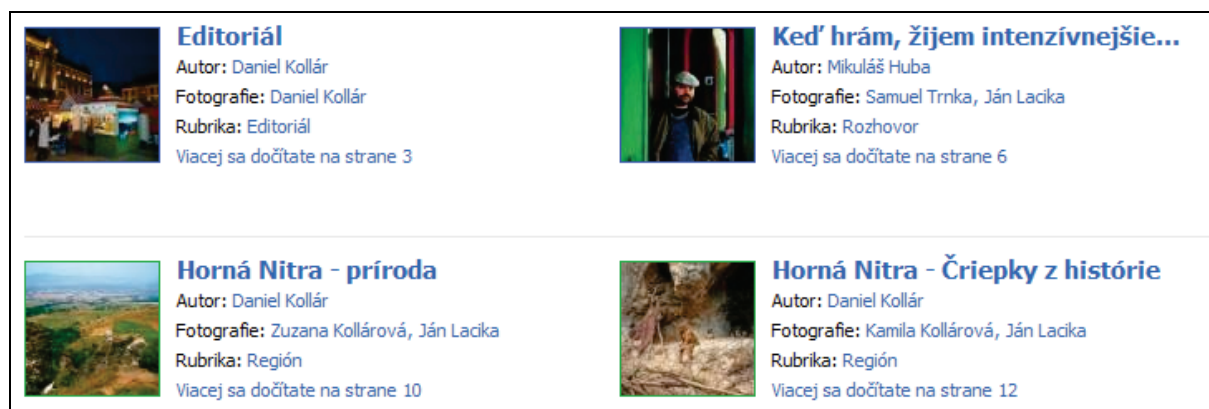 Editoriál
Autor: Daniel Kollár
Fotografie: Daniel Kollár
Rubrika: Editoriál
Viacej sa dočítate na strane 3
Keď hrám, žijem intenzívnejšie...
Autor: Mikuláš Huba
Fotografie: Samuel Trnka, Ján Lacika
Rubrika: Rozhovor
Viacej sa dočítate na strane 6
Horná Nitra - príroda
Autor: Daniel Kollár
Fotografie: Zuzana Kollárová, Ján Lacika
Rubrika: Región
Viacej sa dočítate na strane 10
Horná Nitra - Čriepky z histórie
Autor: Daniel Kollár
Fotografie: Kamila Kollárová, Ján Lacika
Rubrika: Región
Viacej sa dočítate na strane 12